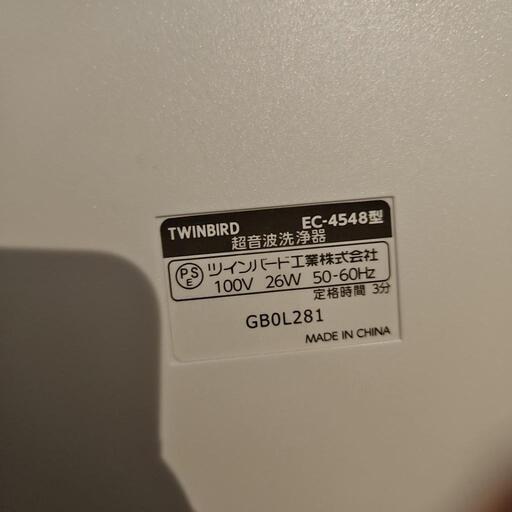 TWINBIRD EC-4548型
超音波洗浄器
PSE ツインバード工業株式会社
100V 26W 50-60Hz
定格時間 3分
GB0L281
MADE IN CHINA